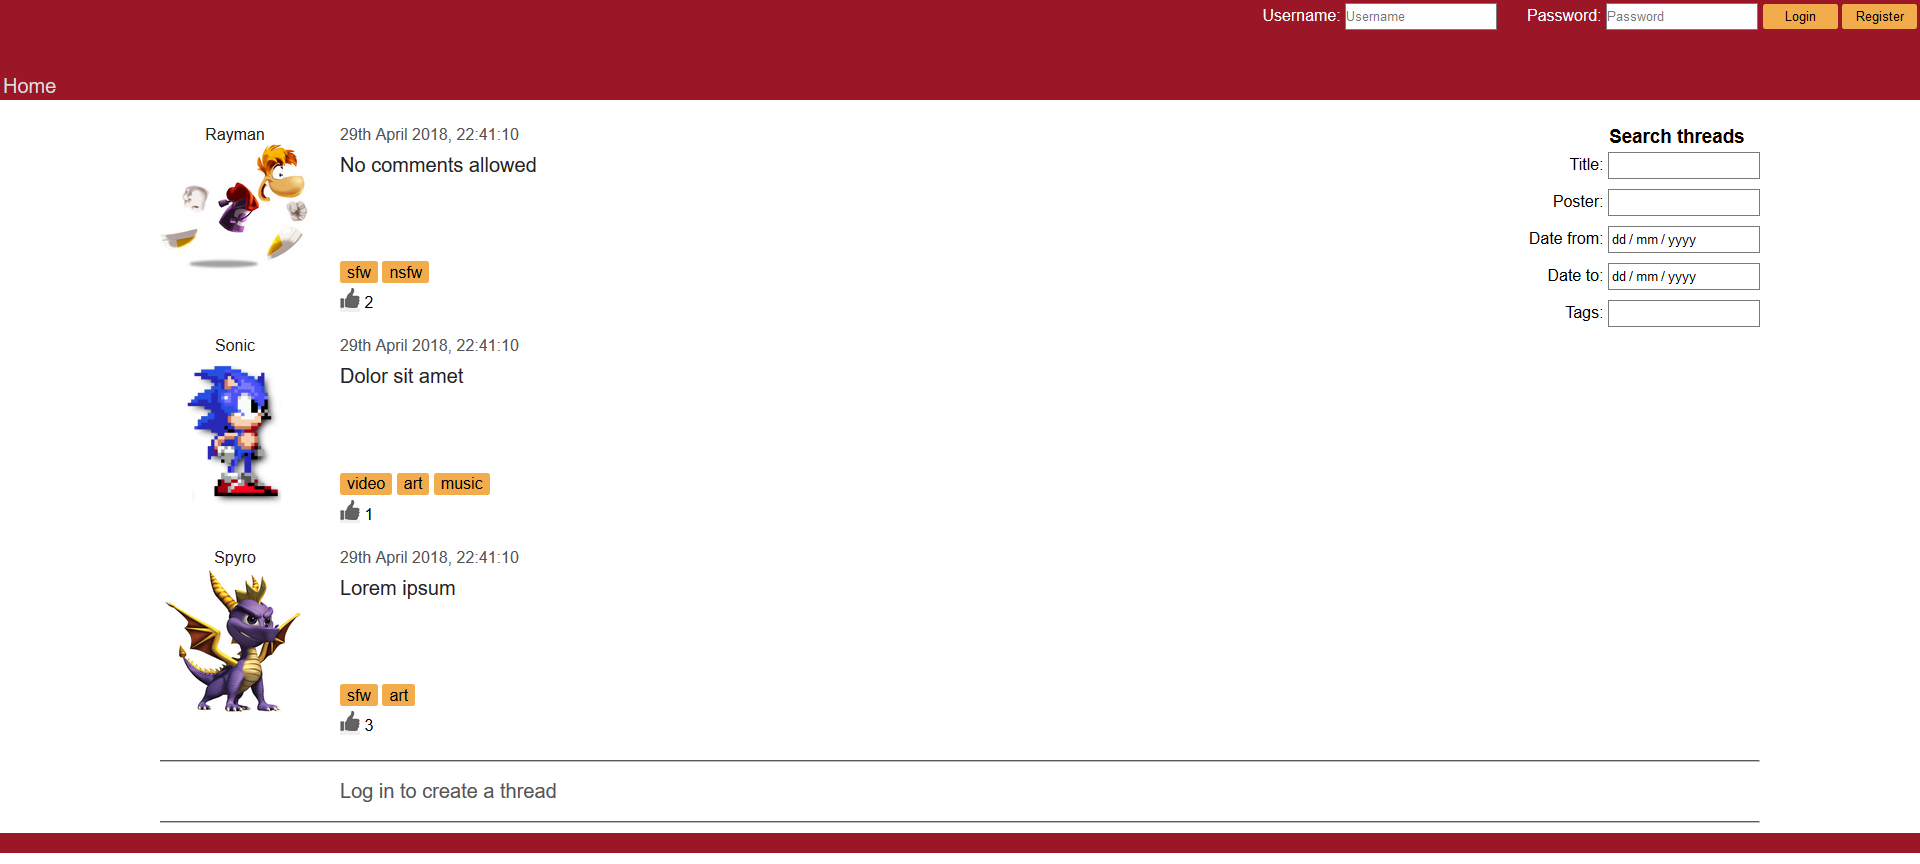 Username: Username Password: Password Login Register
Home
Rayman
29th April 2018, 22:41:10
No comments allowed
sfw nsfw
2
Sonic
29th April 2018, 22:41:10
Dolor sit amet
video art music
1
Spyro
29th April 2018, 22:41:10
Lorem ipsum
sfw art
3
Search threads
Title:
Poster:
Date from: dd / mm / yyyy
Date to: dd / mm / yyyy
Tags:
Log in to create a thread